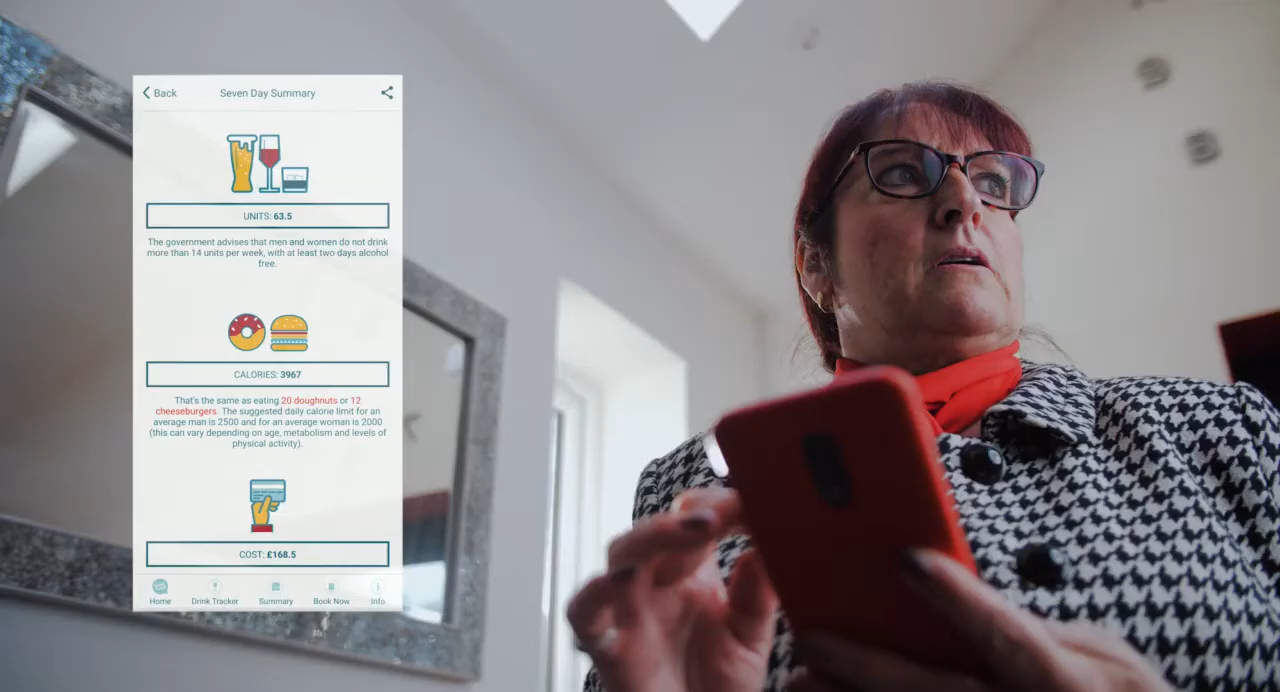 Back
Seven Day Summary
UNITS: 63.5
The government advises that men and women do not drink
more than 14 units per week, with at least two days alcohol
free.
CALORIES: 3967
That's the same as eating 20 doughnuts or 12
cheeseburgers. The suggested daily calorie limit for an
average man is 2500 and for an average woman is 2000
(this can vary depending on age, metabolism and levels of
physical activity).
COST: £168.5
Home
Drink Tracker
Summary
Book Now
Info